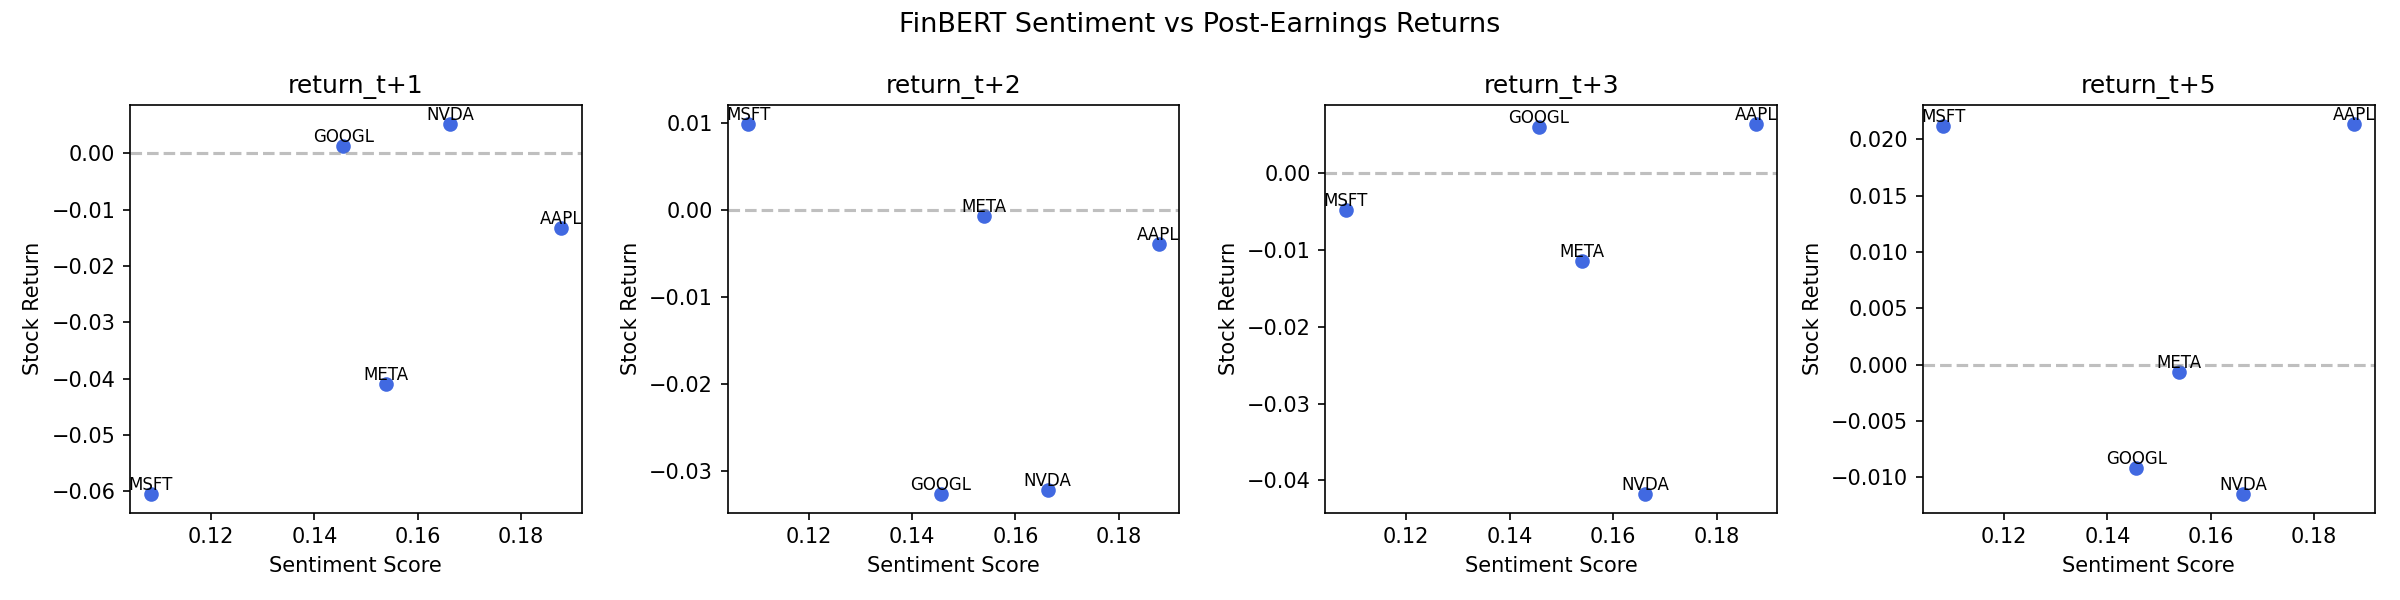 FinBERT Sentiment vs Post-Earnings Returns
return_t+1
0.00
−0.01
−0.02
−0.03
−0.04
−0.05
−0.06
Stock Return
NVDA
GOOGL
AAPL
META
MSFT
0.12 0.14 0.16 0.18
Sentiment Score
return_t+2
0.01
0.00
−0.01
−0.02
−0.03
Stock Return
MSFT
META
AAPL
GOOGL
NVDA
0.12 0.14 0.16 0.18
Sentiment Score
return_t+3
0.00
−0.01
−0.02
−0.03
−0.04
Stock Return
GOOGL
AAPL
MSFT
META
NVDA
0.12 0.14 0.16 0.18
Sentiment Score
return_t+5
0.020
0.015
0.010
0.005
0.000
−0.005
−0.010
Stock Return
MSFT
AAPL
META
GOOGL
NVDA
0.12 0.14 0.16 0.18
Sentiment Score